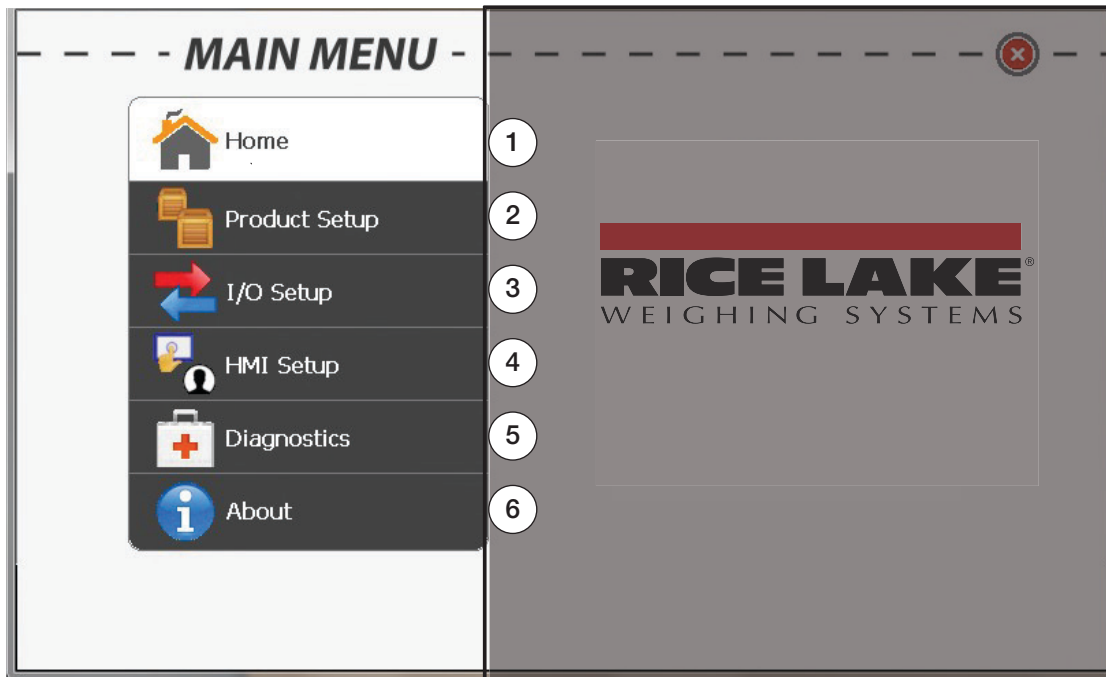 MAIN MENU
Home
1
Product Setup
2
I/O Setup
3
HMI Setup
4
Diagnostics
5
About
6
RICE LAKE®
WEIGHING SYSTEMS